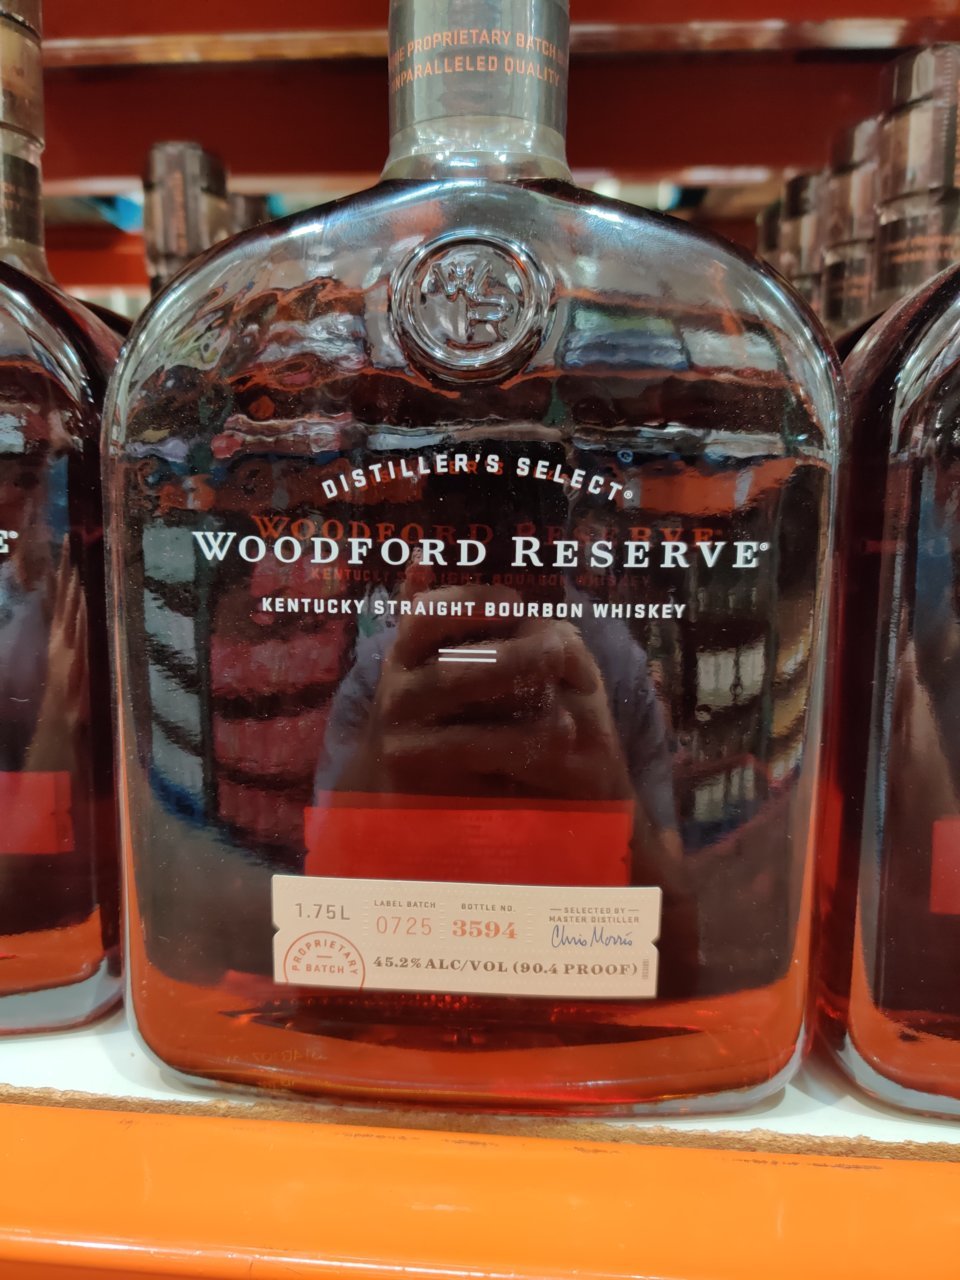 PROPRIETARY BATCH
UNPARALLELED QUALITY
WR
DISTILLER'S SELECT®
WOODFORD RESERVE®
KENTUCKY STRAIGHT BOURBON WHISKEY
1.75L
LABEL BATCH
0725
BOTTLE NO.
3594
SELECTED BY
MASTER DISTILLER
Chris Morris
PROPRIETARY
BATCH
45.2% ALC/VOL (90.4 PROOF)